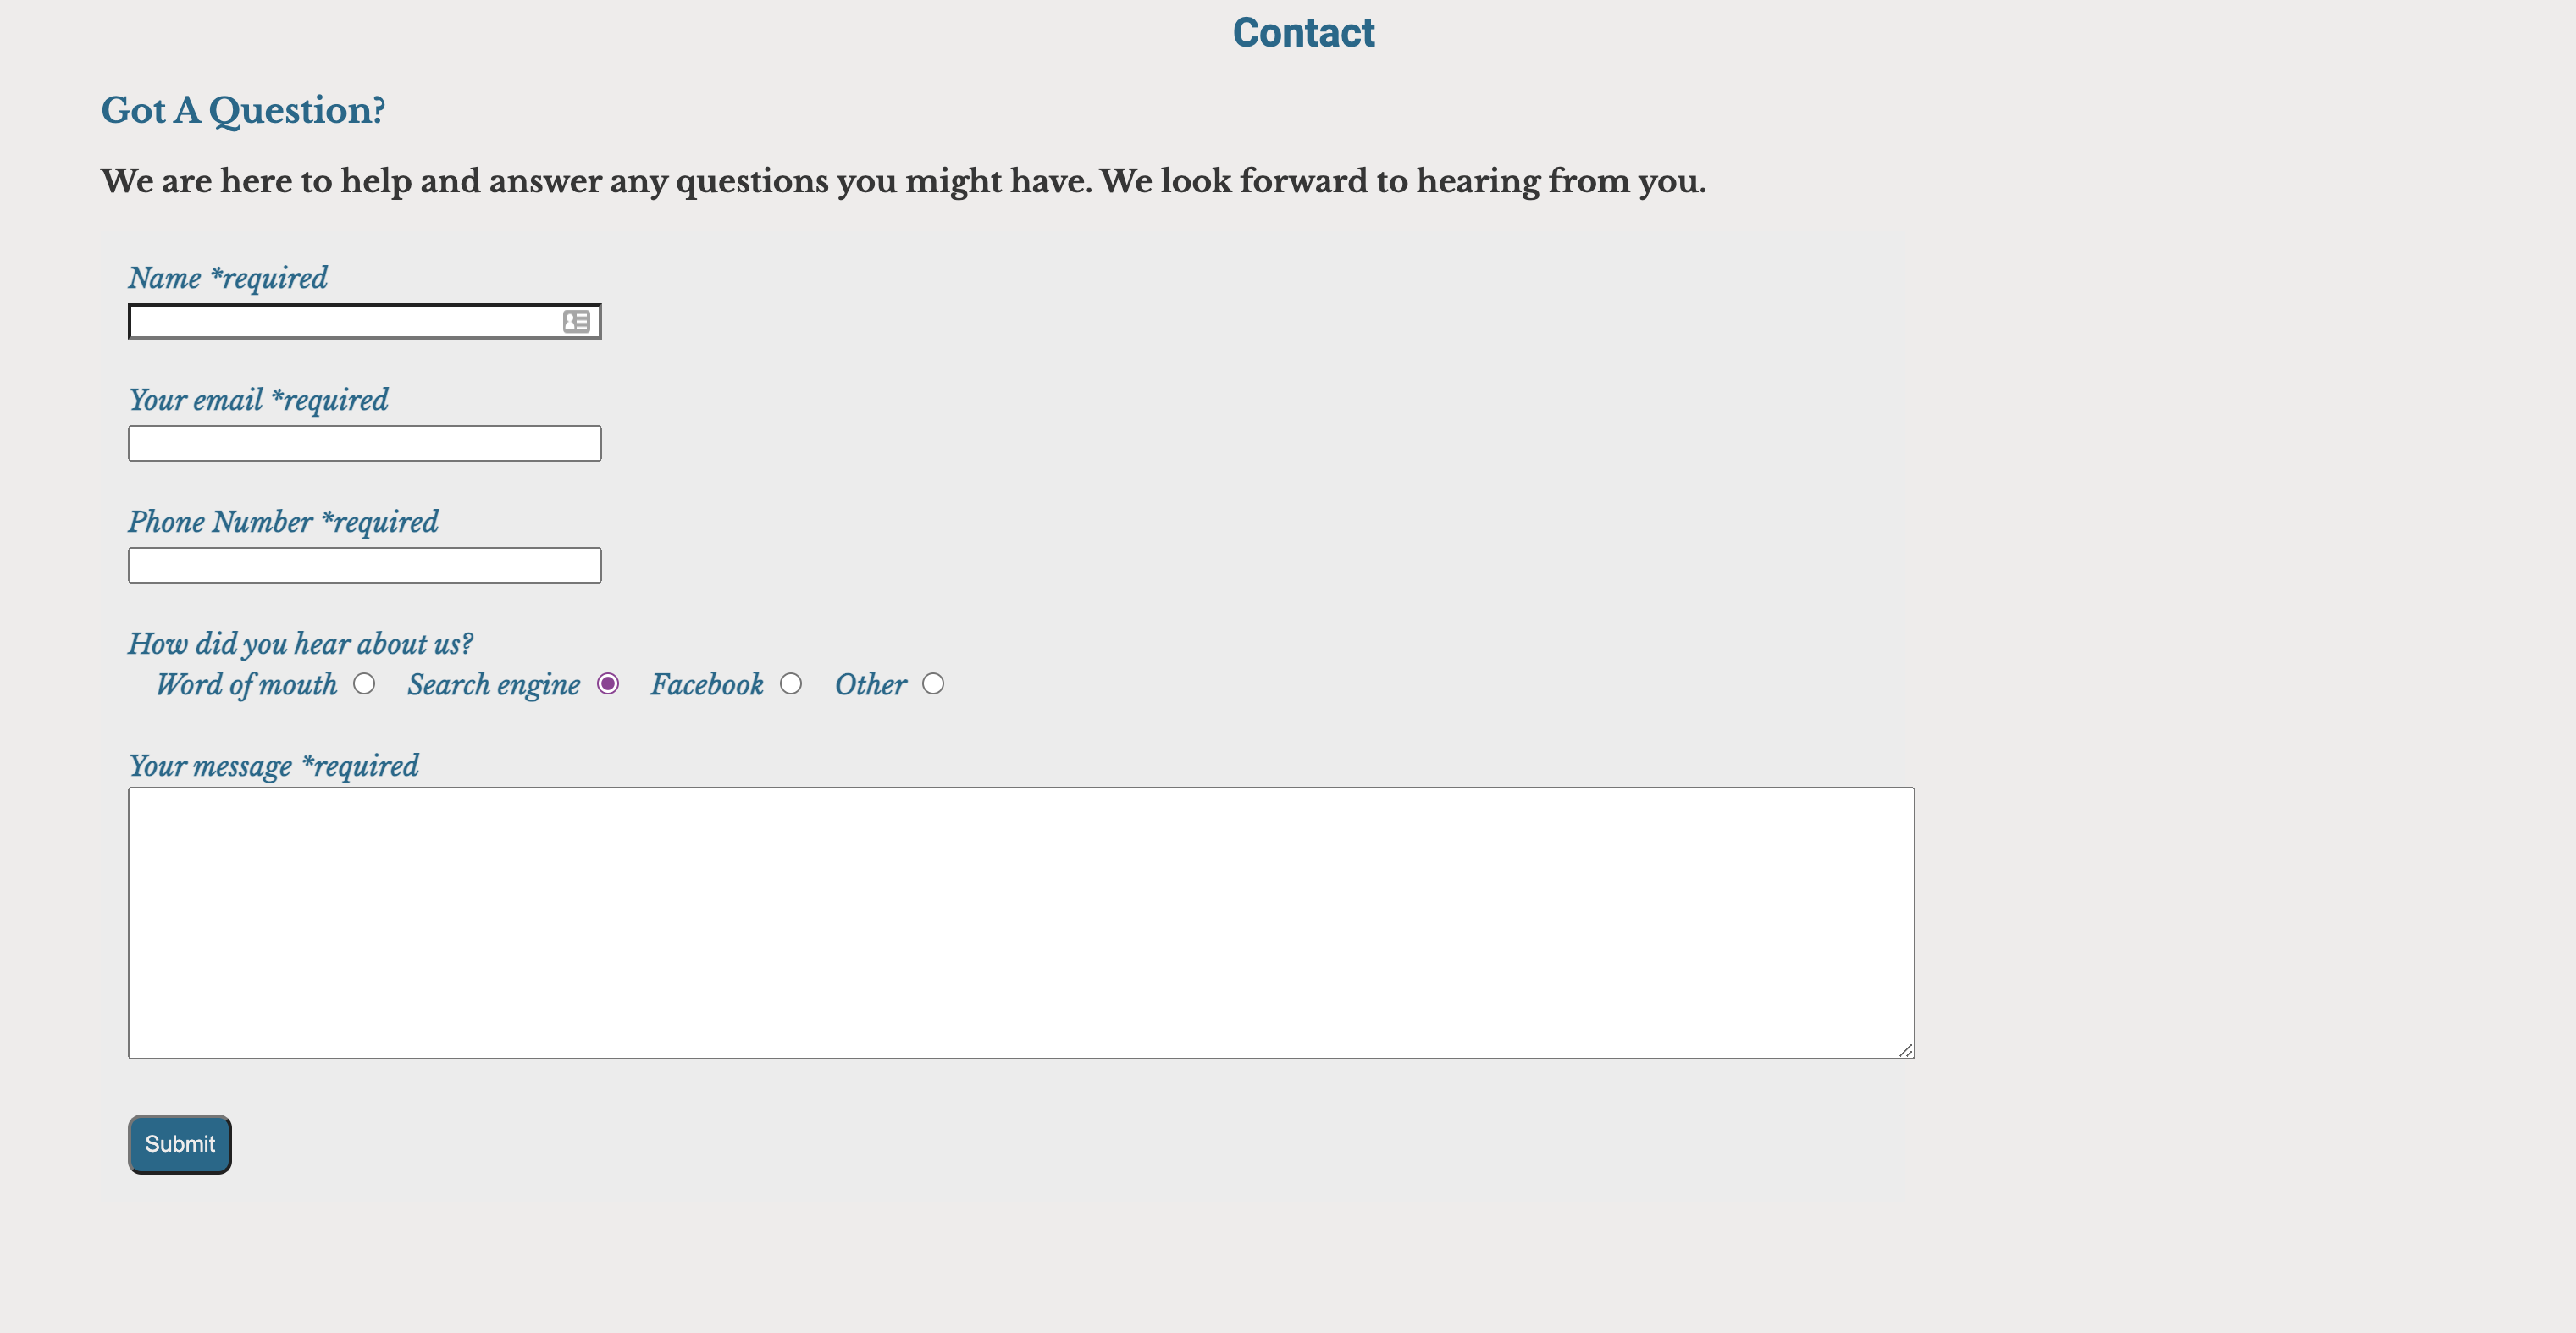 Contact
Got A Question?
We are here to help and answer any questions you might have. We look forward to hearing from you.
Name *required
Your email *required
Phone Number *required
How did you hear about us?
Word of mouth Search engine Facebook Other
Your message *required
Submit